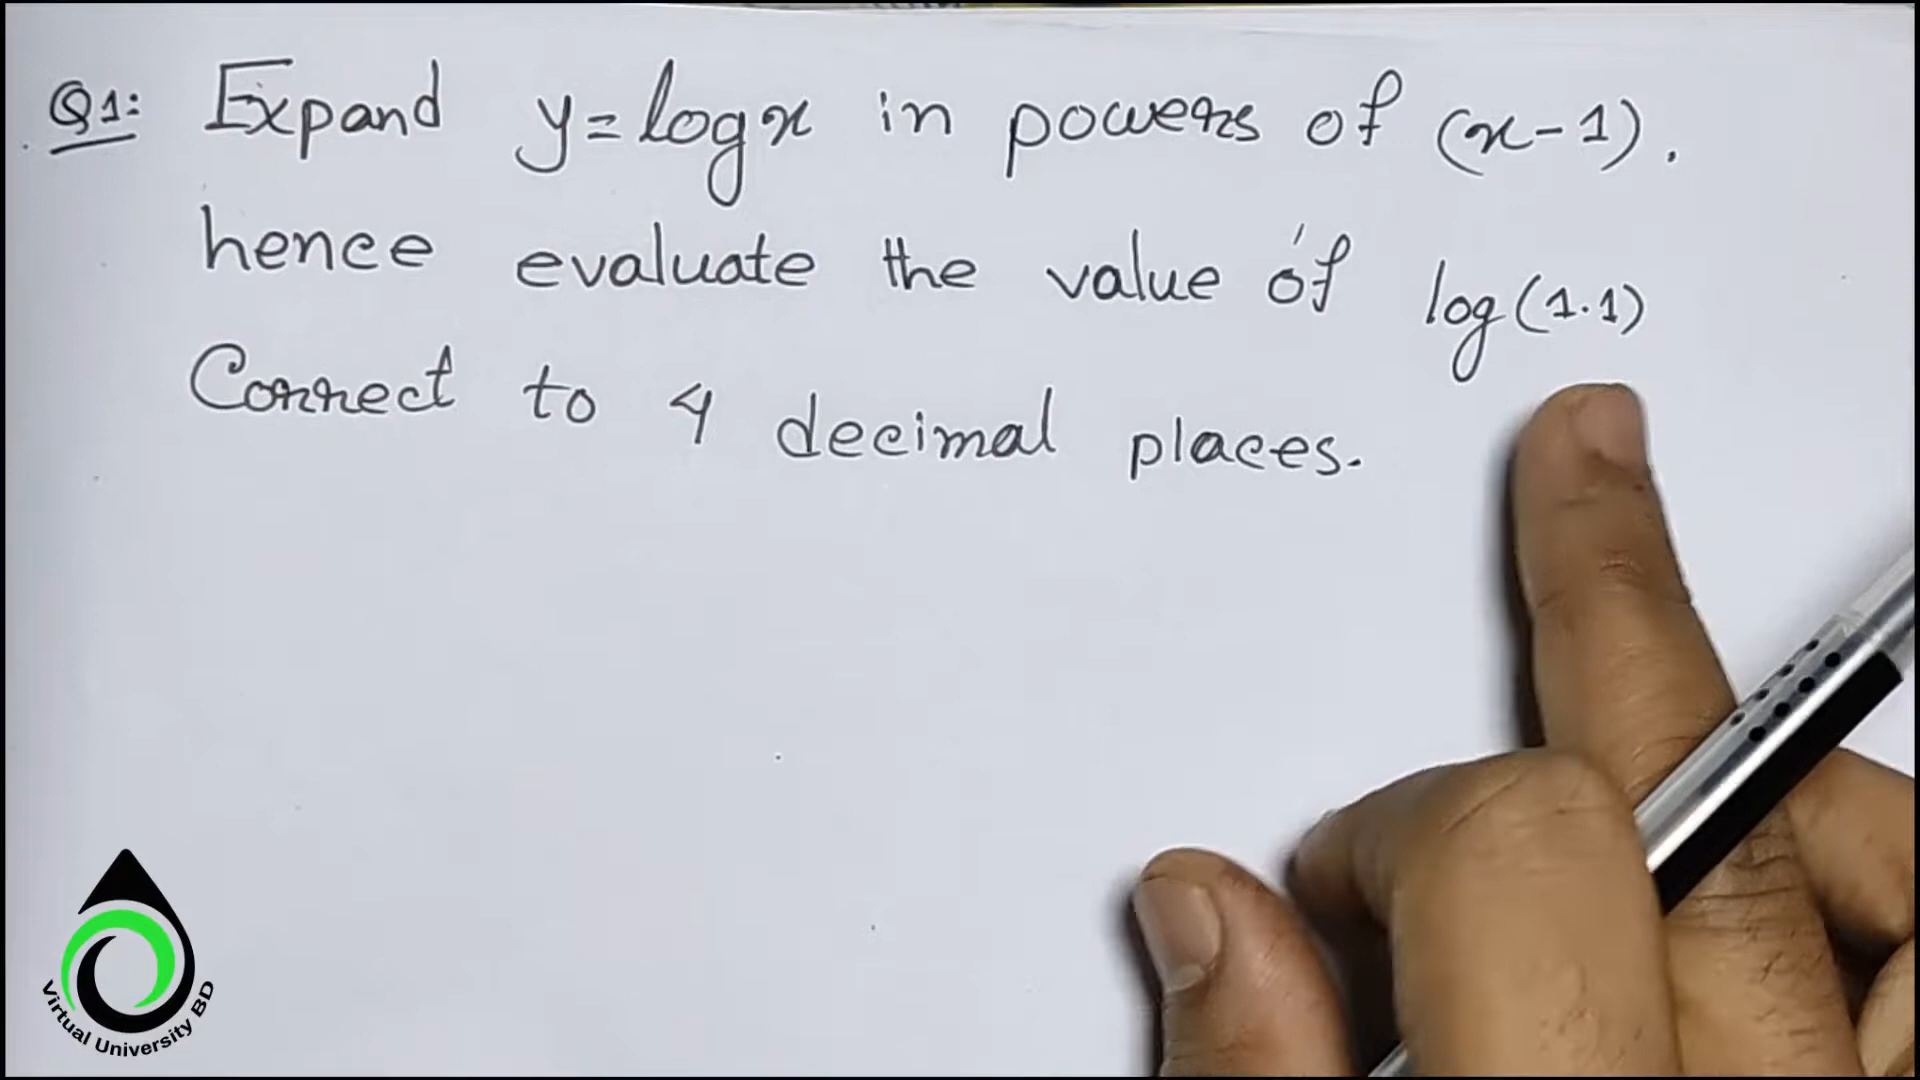 Q1: Expand y=logx in powers of (x-1).
hence evaluate the value of log(1.1)
Correct to 4 decimal places.
Virtual University BD